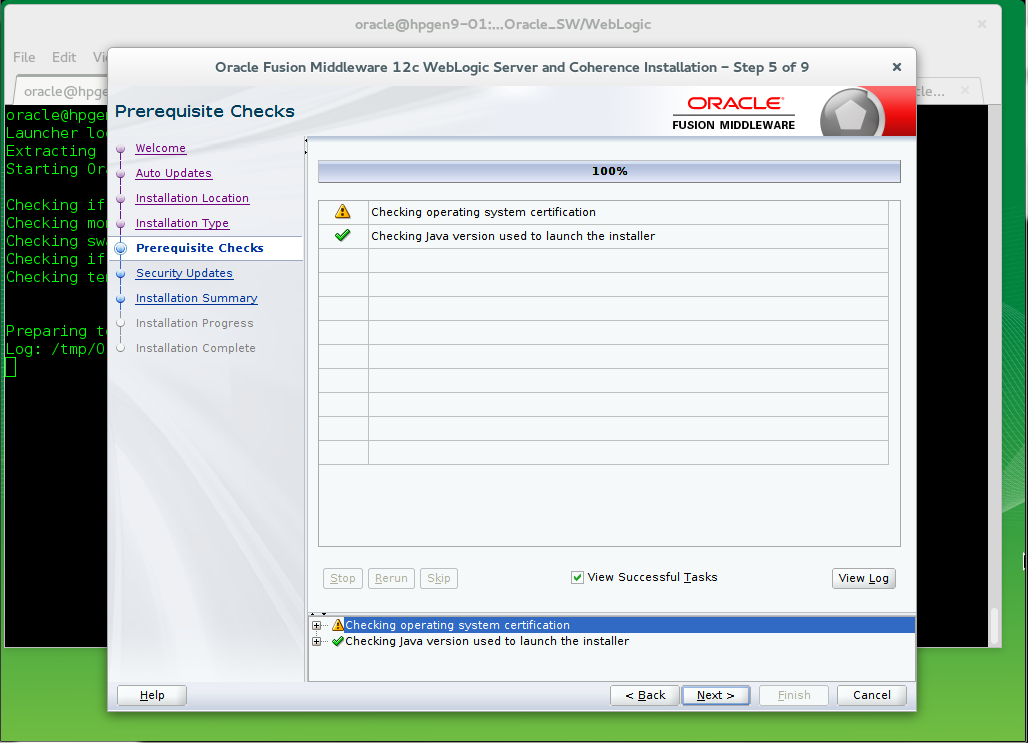 oracle@hpgen9-01:...Oracle_SW/WebLogic
File Edit
oracle@hpge
Oracle Fusion Middleware 12c WebLogic Server and Coherence Installation - Step 5 of 9
Prerequisite Checks
ORACLE
FUSION MIDDLEWARE
oracle@hpgen
Launcher lo
Extracting
Starting Or
Checking if
Checking mo
Checking swa
Checking if
Checking te
Preparing t
Log: /tmp/O
Welcome
Auto Updates
Installation Location
Installation Type
Prerequisite Checks
Security Updates
Installation Summary
Installation Progress
Installation Complete
100%
Checking operating system certification
Checking Java version used to launch the installer
Stop Rerun Skip View Successful Tasks View Log
Checking operating system certification
Checking Java version used to launch the installer
Help < Back Next > Finish Cancel